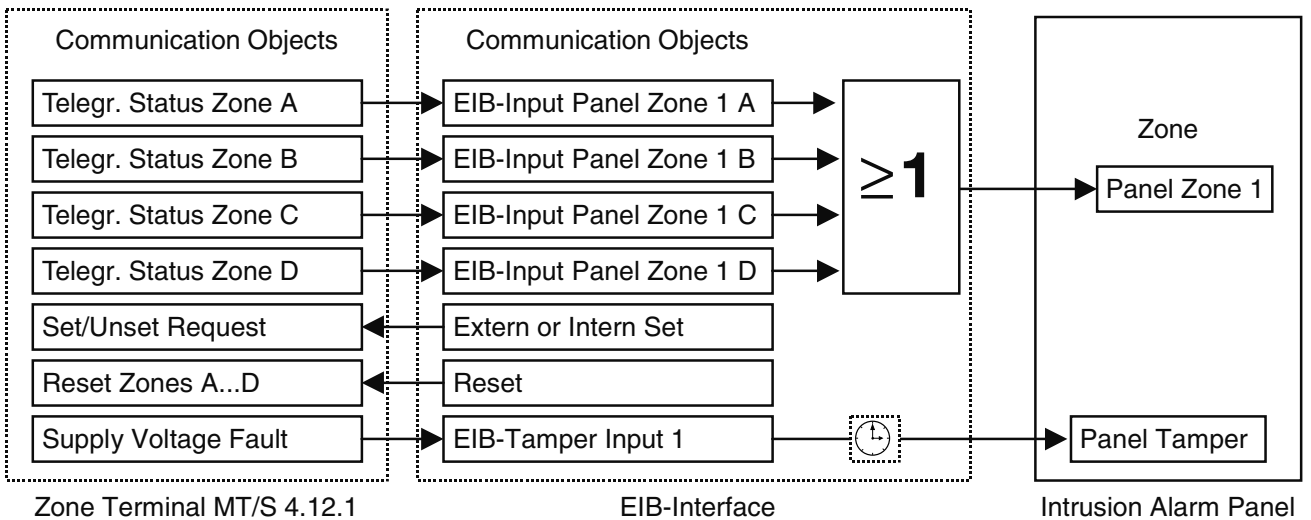 Communication Objects
Telegr. Status Zone A
Telegr. Status Zone B
Telegr. Status Zone C
Telegr. Status Zone D
Set/Unset Request
Reset Zones A...D
Supply Voltage Fault
Zone Terminal MT/S 4.12.1
Communication Objects
EIB-Input Panel Zone 1 A
EIB-Input Panel Zone 1 B
EIB-Input Panel Zone 1 C
EIB-Input Panel Zone 1 D
Extern or Intern Set
Reset
EIB-Tamper Input 1
≥1
EIB-Interface
Zone
Panel Zone 1
Panel Tamper
Intrusion Alarm Panel